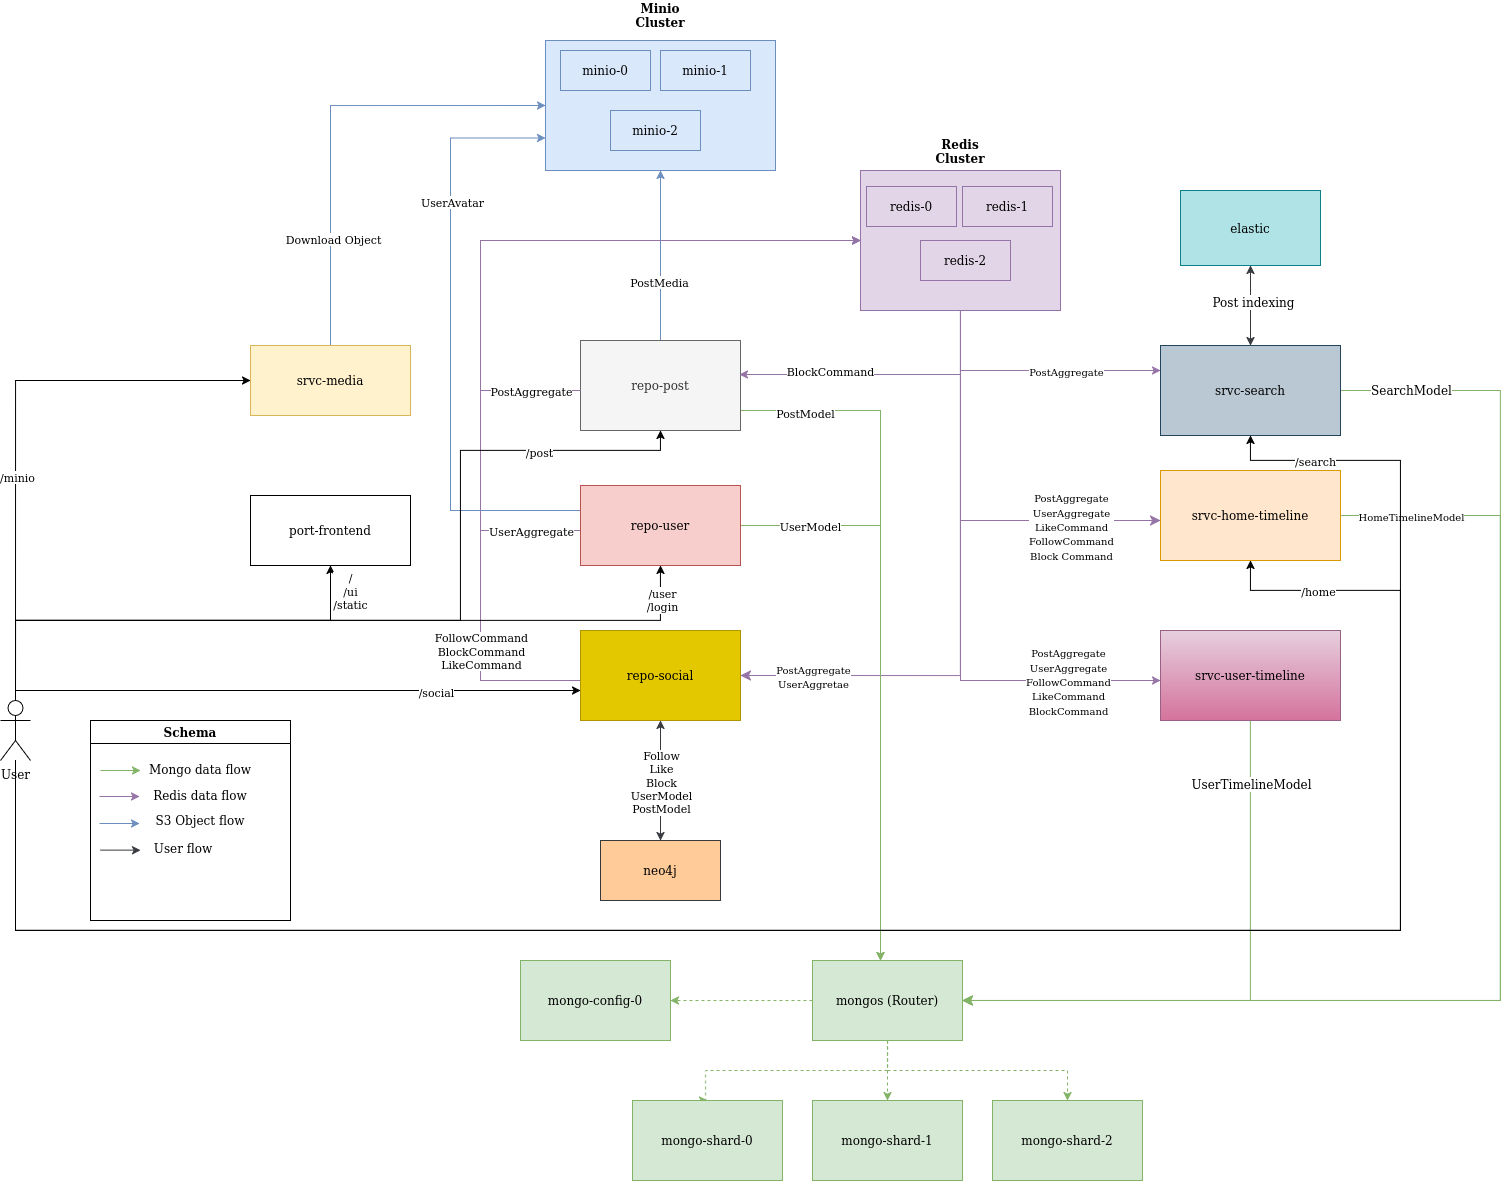 Minio
Cluster
minio-0
minio-1
minio-2
Redis
Cluster
redis-0
redis-1
redis-2
UserAvatar
elastic
Download Object
PostMedia
Post indexing
srvc-media
repo-post
BlockCommand
PostAggregate
srvc-search
SearchModel
PostAggregate
PostModel
/post
/search
/minio
port-frontend
repo-user
UserAggregate
UserModel
PostAggregate
UserAggregate
LikeCommand
FollowCommand
Block Command
srvc-home-timeline
HomeTimelineModel
/
/ui
/static
/user
/login
/home
FollowCommand
BlockCommand
LikeCommand
repo-social
PostAggregate
UserAggretae
PostAggregate
UserAggregate
FollowCommand
LikeCommand
BlockCommand
srvc-user-timeline
/social
User
Schema
Mongo data flow
Redis data flow
S3 Object flow
User flow
Follow
Like
Block
UserModel
PostModel
UserTimelineModel
neo4j
mongo-config-0
mongos (Router)
mongo-shard-0
mongo-shard-1
mongo-shard-2